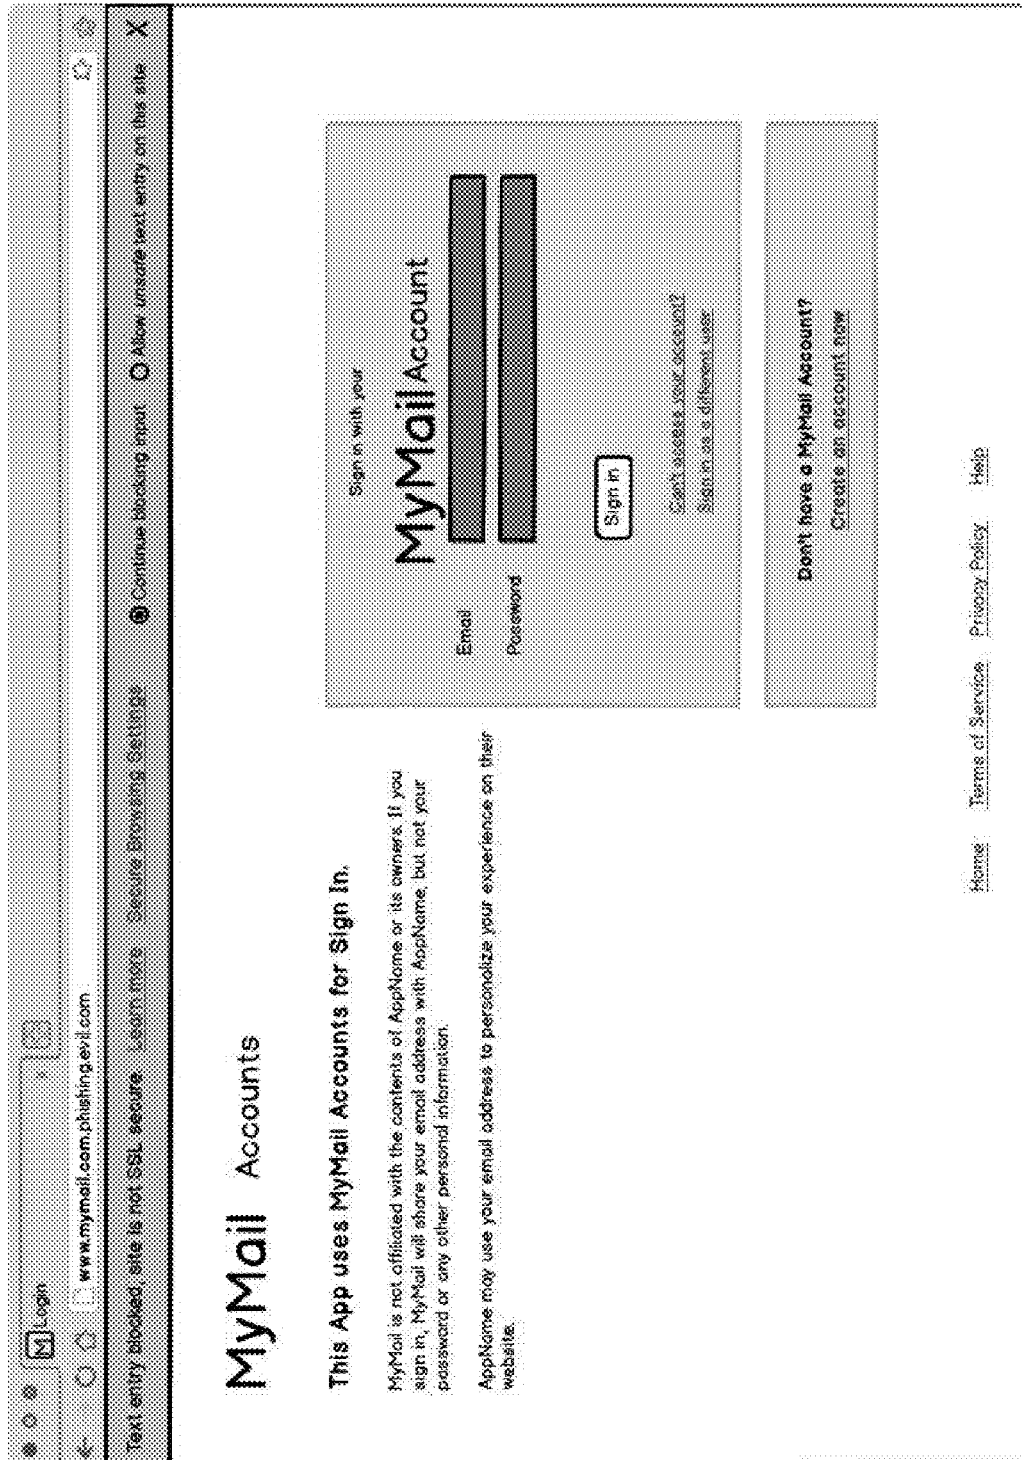 M Login
www.mymail.com.phishing.evil.com
Text entry blocked, site is not SSL secure Learn more Secure Browsing Settings Continue blocking input Allow unsafe text entry on this site X
MyMail Accounts
This App uses MyMail Accounts for Sign In.
MyMail is not affiliated with the contents of AppName or its owners. If you
sign in, MyMail will share your email address with AppName, but not your
password or any other personal information.
AppName may use your email address to personalize your experience on their
website.
Sign in with your
MyMail Account
Email
Password
Sign in
Can't access your account?
Sign in as a different user
Don't have a MyMail Account?
Create an account now
Home Terms of Service Privacy Policy Help